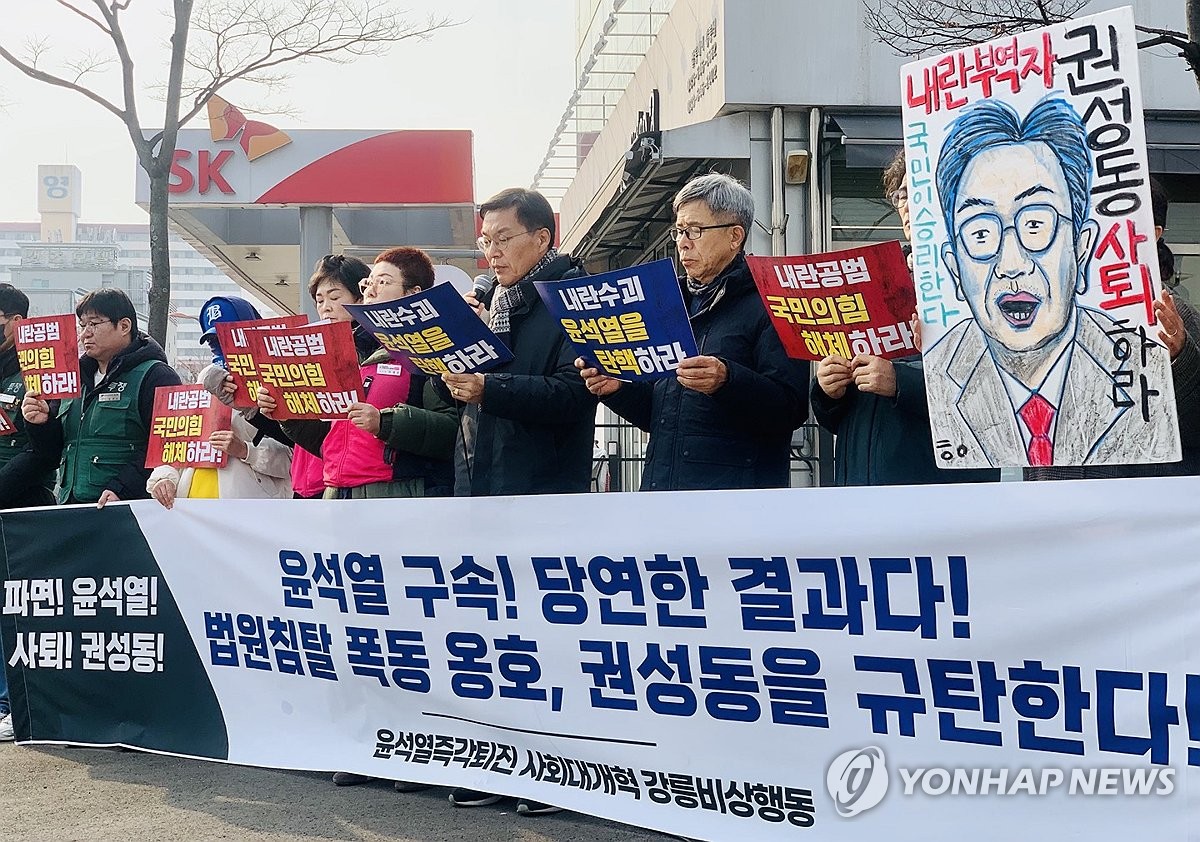 SK
영
내란부역자
권성동 사퇴하라
국민이 승리한다
내란공범
국민의힘
해체하라!
내란공범
국민의힘
해체하라!
내란공범
국민의힘
해체하라!
내란수괴
윤석열을
탄핵하라!
내란수괴
윤석열을
탄핵하라!
내란공범
국민의힘
해체하라!
파면! 윤석열!
사퇴! 권성동!
윤석열 구속! 당연한 결과다!
법원침탈 폭동 옹호, 권성동을 규탄한다!
윤석열즉각퇴진 사회대개혁 강릉비상행동
YONHAP NEWS